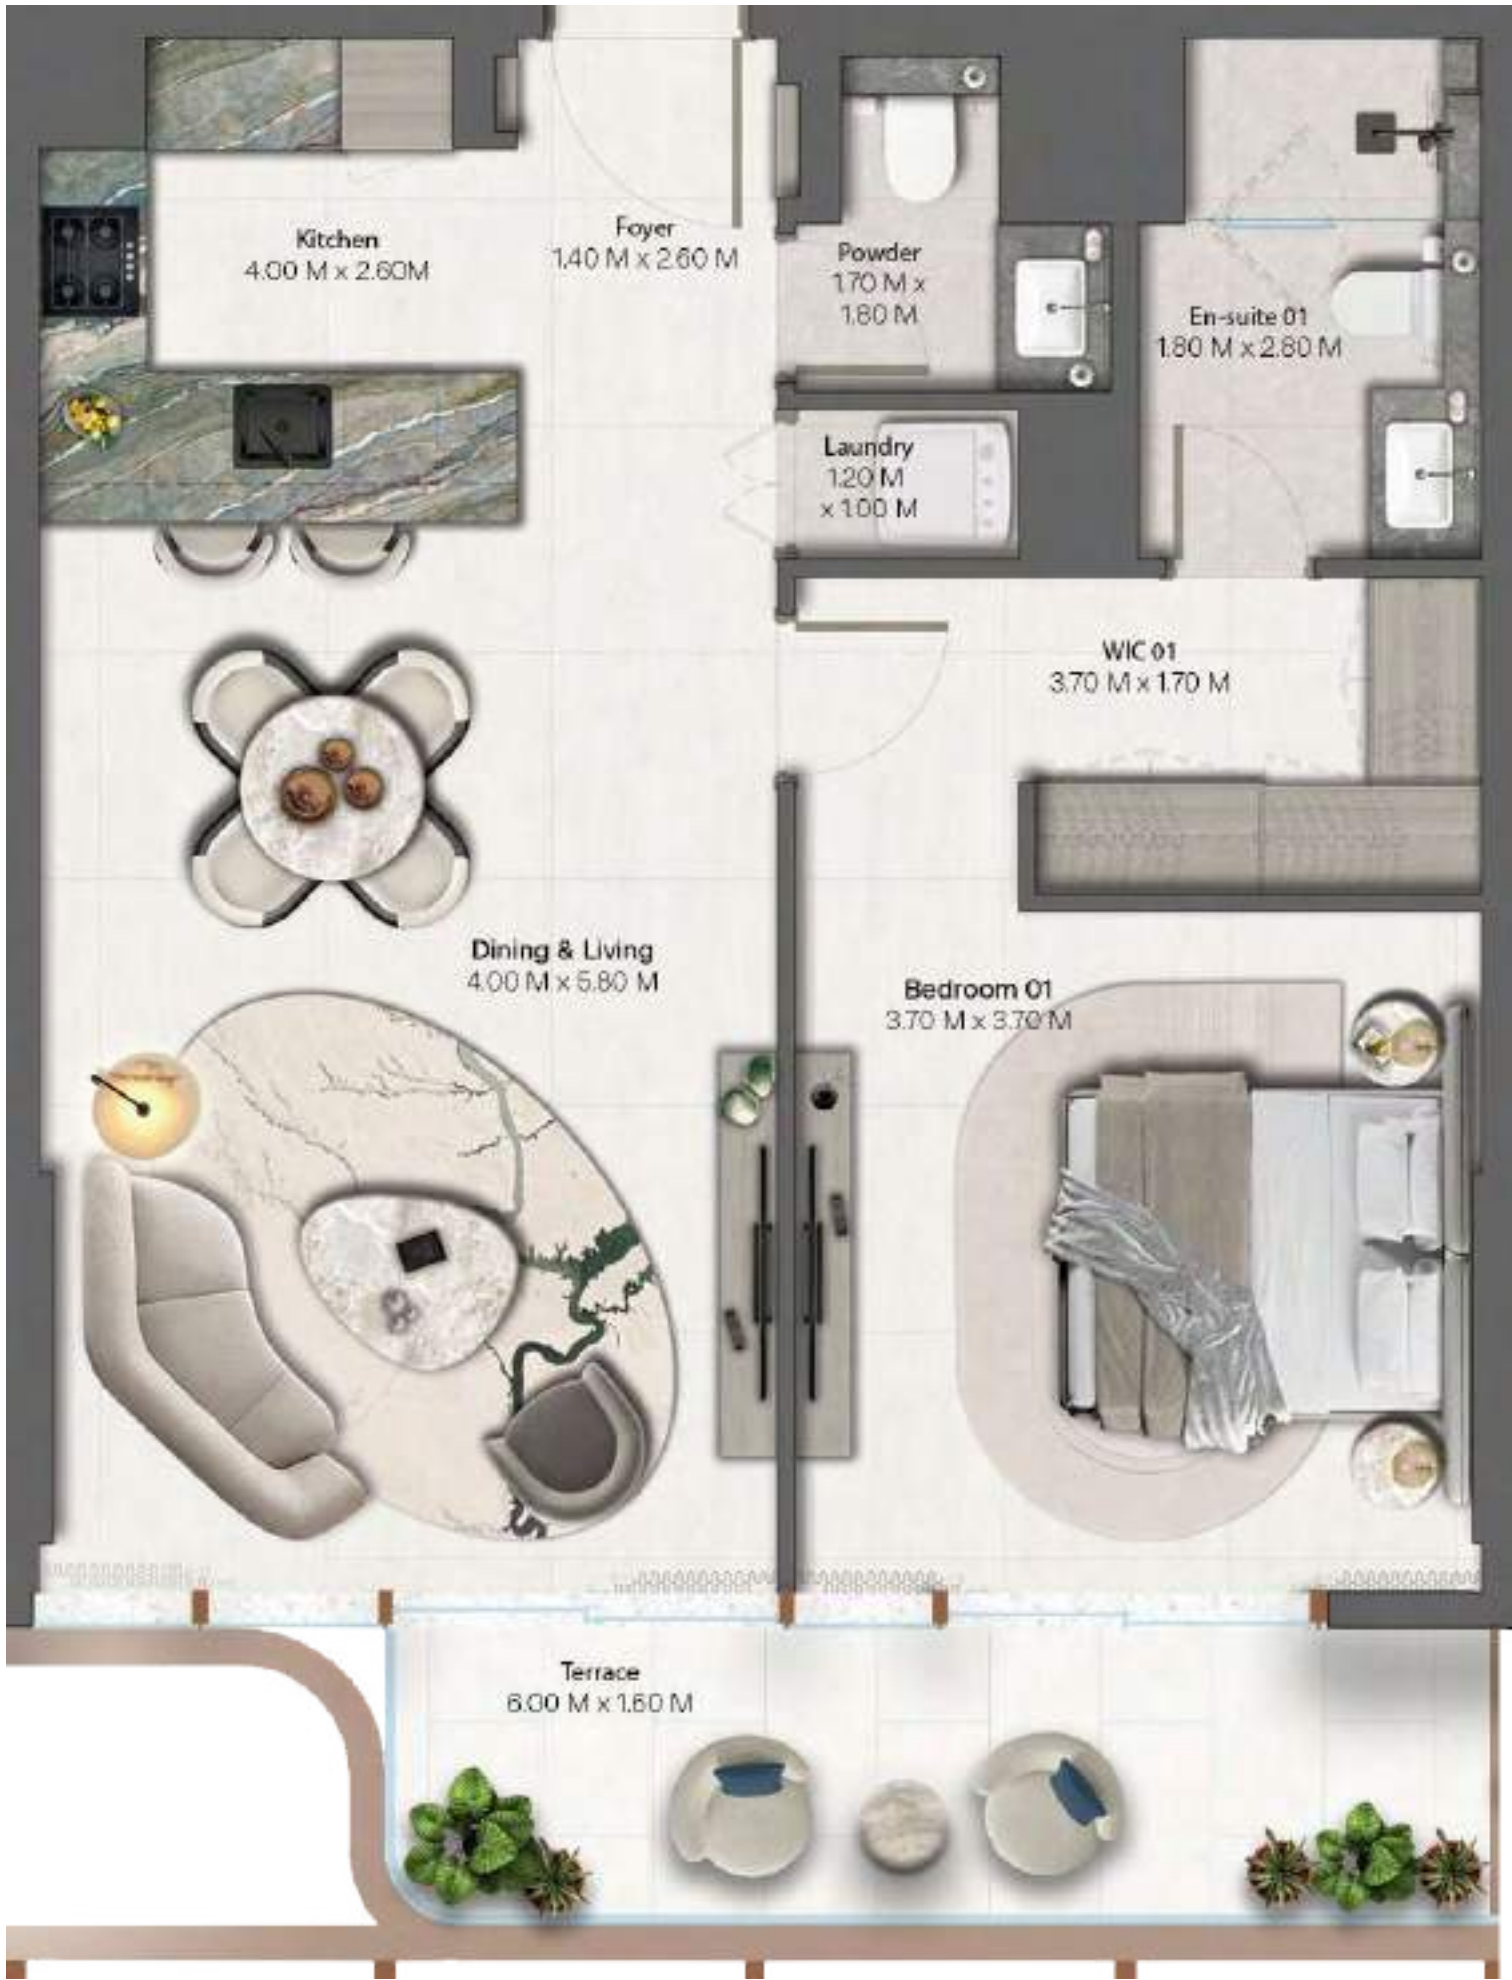 Kitchen
4.00 M x 2.60M
Foyer
1.40 M x 2.60 M
Powder
1.70 M x
1.80 M
En-suite 01
1.80 M x 2.80 M
Laundry
1.20 M
x 1.00 M
WIC 01
3.70 M x 1.70 M
Dining & Living
4.00 M x 5.80 M
Bedroom 01
3.70 M x 3.70 M
Terrace
6.00 M x 1.60 M